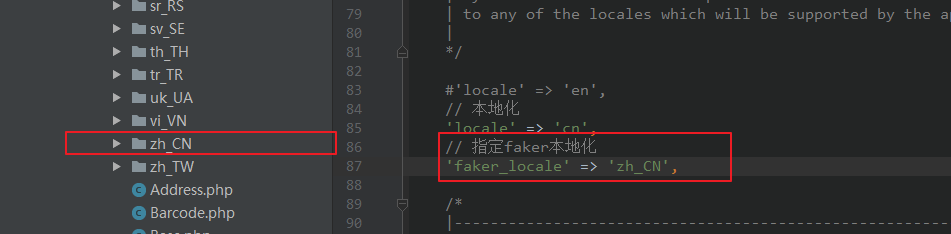 sr_RS
sv_SE
th_TH
tr_TR
uk_UA
vi_VN
zh_CN
zh_TW
Address.php
Barcode.php
79
80 | to any of the locales which will be supported by the
81 |
*/
82
83 #'locale' => 'en',
84 // 本地化
85 'locale' => 'cn',
86 // 指定faker本地化
87 'faker_locale' => 'zh_CN',
88
89 /*
90 |----------------------------------------------------------